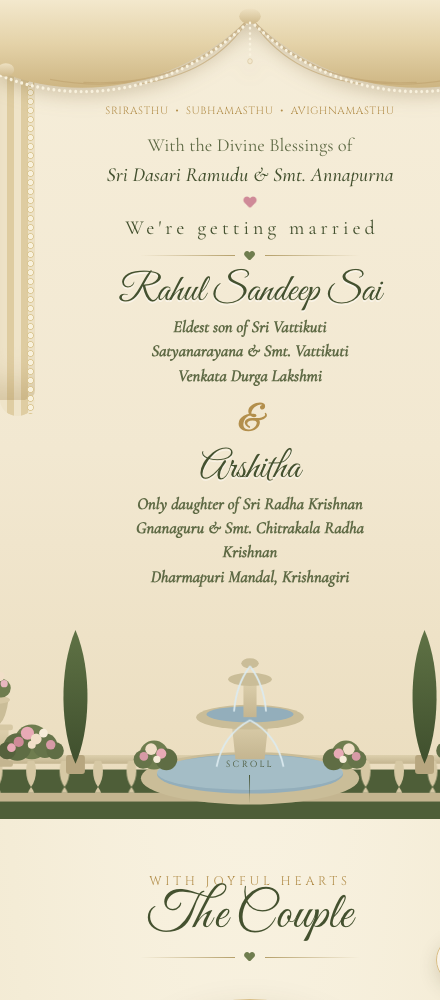 SRIRASTHU • SUBHAMASTHU • AVIGHNAMASTHU
With the Divine Blessings of
Sri Dasari Ramudu & Smt. Annapurna
We're getting married
Rahul Sandeep Sai
Eldest son of Sri Vattikuti
Satyanarayana & Smt. Vattikuti
Venkata Durga Lakshmi
&
Arshitha
Only daughter of Sri Radha Krishnan
Gnanaguru & Smt. Chitrakala Radha
Krishnan
Dharmapuri Mandal, Krishnagiri
SCROLL
WITH JOYFUL HEARTS
The Couple